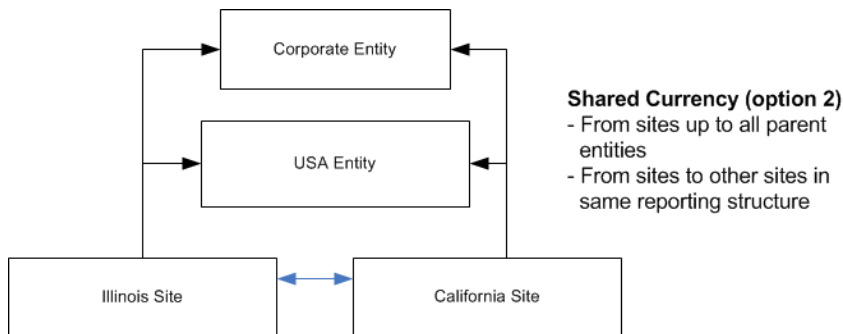 Corporate Entity
USA Entity
Illinois Site
California Site
Shared Currency (option 2)
- From sites up to all parent
entities
- From sites to other sites in
same reporting structure